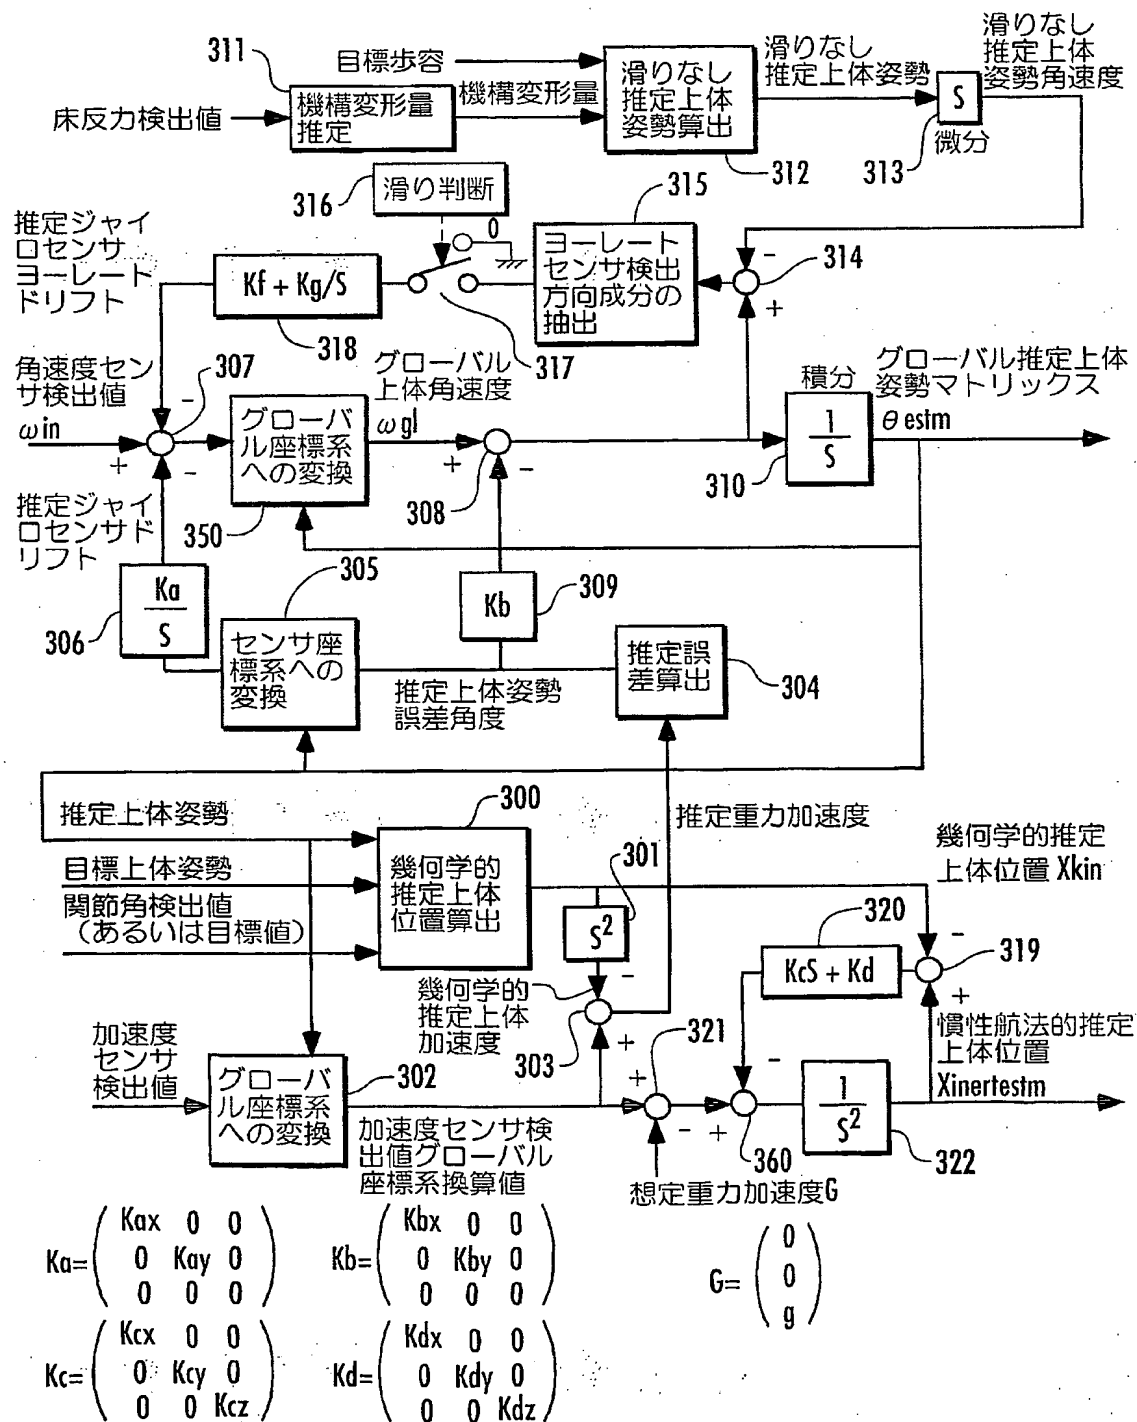 311
目標歩容
機構変形量
床反力検出値
機構変形量
推定
滑りなし
推定上体
姿勢算出
312
滑りなし
推定上体姿勢
S
313
微分
滑りなし
推定上体
姿勢角速度
316
滑り判断
315
ヨーレート
センサ検出
方向成分の
抽出
0
317
-
314
+
推定ジャイ
ロセンサ
ヨーレート
ドリフト
Kf + Kg/S
318
角速度セン
サ検出値
ωin
307
-
+
-
グローバ
ル座標系
への変換
350
グローバル
上体角速度
ωgl
+
-
308
積分
1
S
310
グローバル推定上体
姿勢マトリックス
θestm
推定ジャイ
ロセンサド
リフト
Ka
S
306
305
センサ座
標系への
変換
Kb
309
推定上体姿勢
誤差角度
推定誤
差算出
304
推定上体姿勢
目標上体姿勢
関節角検出値
(あるいは目標値)
300
幾何学的
推定上体
位置算出
推定重力加速度
301
S²
-
幾何学的
推定上体
加速度
303
+
幾何学的推定
上体位置 Xkin
320
KcS + Kd
-
319
+
慣性航法的推定
上体位置
Xinertestm
加速度
センサ
検出値
グローバ
ル座標系
への変換
302
加速度センサ検
出値グローバル
座標系換算値
321
+
-
想定重力加速度G
-
+
360
1
S²
322
Ka= ( Kax 0 0
0 Kay 0
0 0 0 )
Kb= ( Kbx 0 0
0 Kby 0
0 0 0 )
G= ( 0
0
g )
Kc= ( Kcx 0 0
0 Kcy 0
0 0 Kcz )
Kd= ( Kdx 0 0
0 Kdy 0
0 0 Kdz )